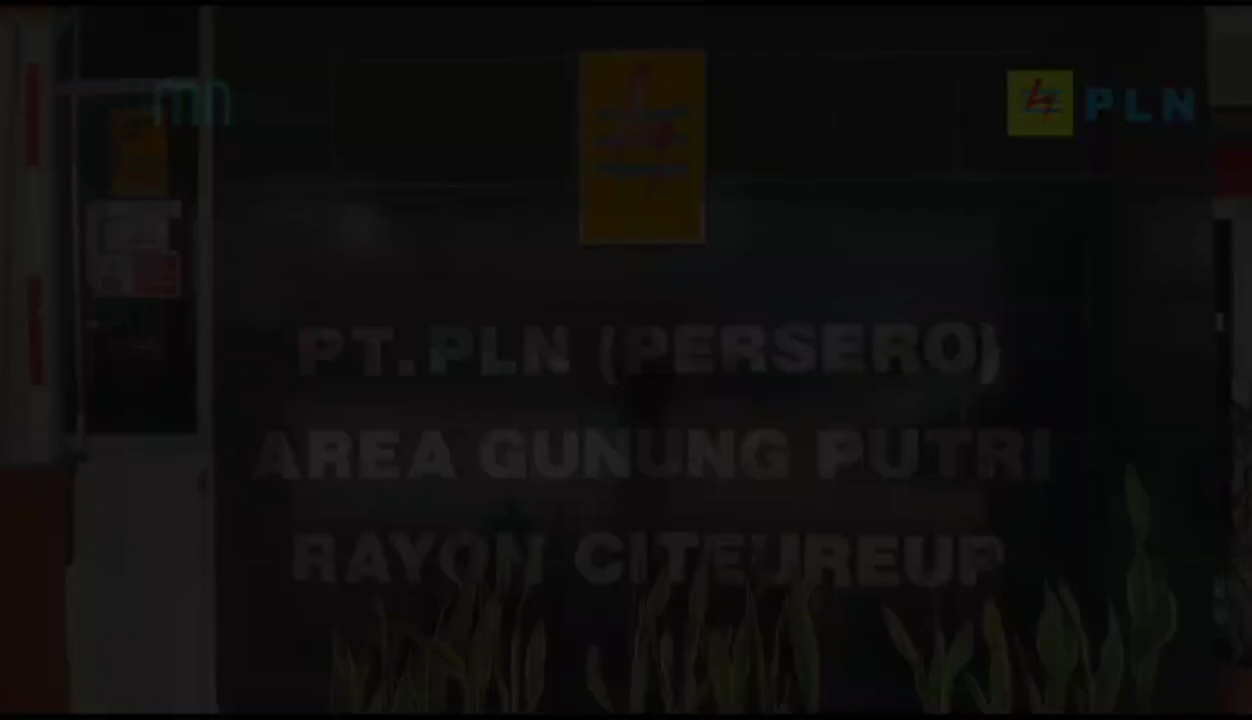 PLN
PT.PLN (PERSERO)
AREA GUNUNG PUTRI
RAYON CITEUREUP